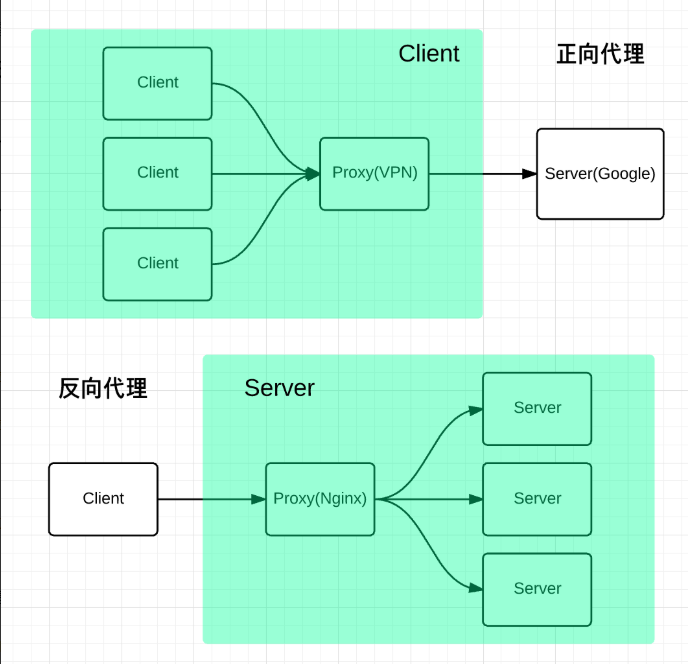 Client
正向代理
Client
Client
Client
Proxy(VPN)
Server(Google)
反向代理
Server
Client
Proxy(Nginx)
Server
Server
Server